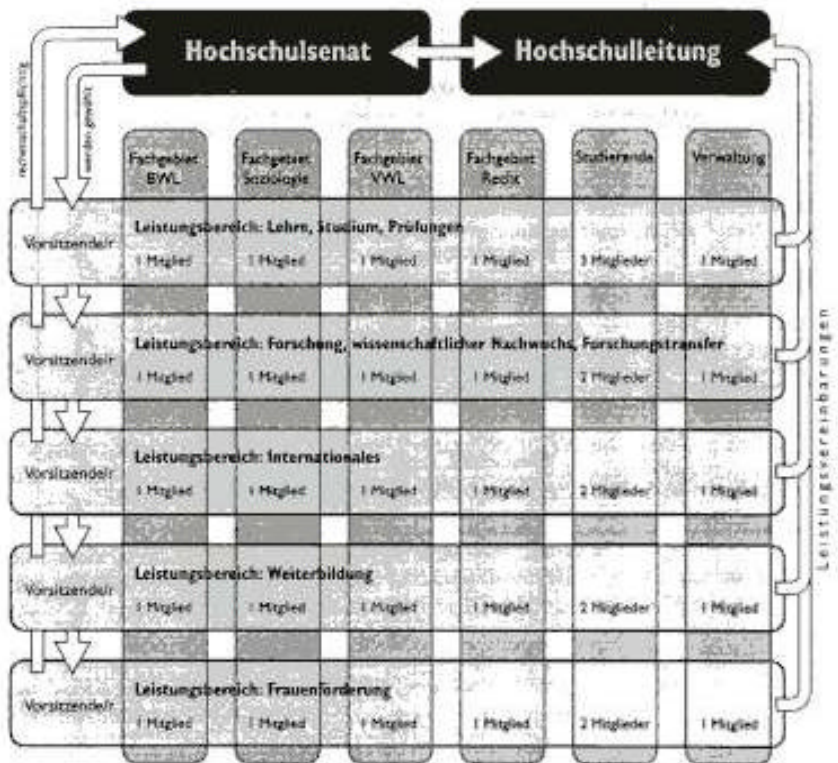 Hochschulsenat Hochschulleitung
rechenschaftspflichtig
werden gewählt
Fachgebiet BWL
Fachgebiet Soziologie
Fachgebiet VWL
Fachgebiet Recht
Studierende
Verwaltung
Leistungsbereich: Lehre, Studium, Prüfungen
Vorsitzende/r 1 Mitglied 1 Mitglied 1 Mitglied 1 Mitglied 3 Mitglieder 1 Mitglied
Leistungsbereich: Forschung, wissenschaftlicher Nachwuchs, Forschungstransfer
Vorsitzende/r 1 Mitglied 1 Mitglied 1 Mitglied 1 Mitglied 2 Mitglieder 1 Mitglied
Leistungsbereich: Internationales
Vorsitzende/r 1 Mitglied 1 Mitglied 1 Mitglied 1 Mitglied 2 Mitglieder 1 Mitglied
Leistungsbereich: Weiterbildung
Vorsitzende/r 1 Mitglied 1 Mitglied 1 Mitglied 1 Mitglied 2 Mitglieder 1 Mitglied
Leistungsbereich: Frauenförderung
Vorsitzende/r 1 Mitglied 1 Mitglied 1 Mitglied 1 Mitglied 2 Mitglieder 1 Mitglied
Leistungsvereinbarungen